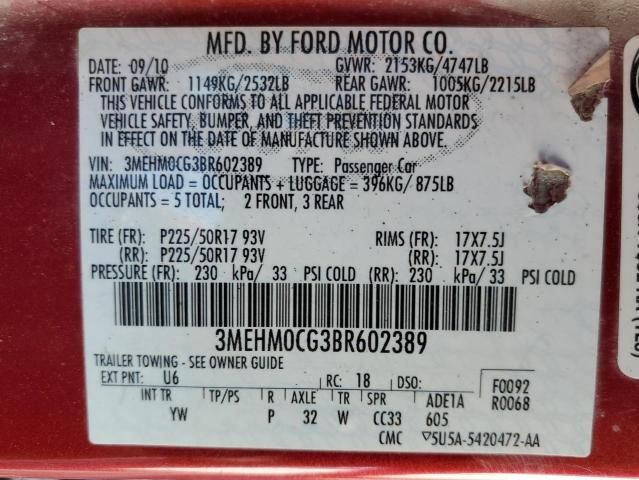 MFD. BY FORD MOTOR CO.
DATE: 09/10 GVWR: 2153KG/4747LB
FRONT GAWR: 1149KG/2532LB REAR GAWR: 1005KG/2215LB
THIS VEHICLE CONFORMS TO ALL APPLICABLE FEDERAL MOTOR
VEHICLE SAFETY, BUMPER, AND THEFT PREVENTION STANDARDS
IN EFFECT ON THE DATE OF MANUFACTURE SHOWN ABOVE.
VIN: 3MEHM0CG3BR602389 TYPE: Passenger Car
MAXIMUM LOAD = OCCUPANTS + LUGGAGE = 396KG/ 875LB
OCCUPANTS = 5 TOTAL; 2 FRONT, 3 REAR
TIRE (FR): P225/50R17 93V RIMS (FR): 17X7.5J
(RR): P225/50R17 93V (RR): 17X7.5J
PRESSURE (FR): 230 kPa/ 33 PSI COLD (RR): 230 kPa/33 PSI COLD
3MEHM0CG3BR602389
TRAILER TOWING - SEE OWNER GUIDE
EXT PNT: U6 RC: 18 DSO: F0092
INT TR TP/PS R AXLE TR SPR ADE1A R0068
YW P 32 W CC33 605
CMC ▽5U5A-5420472-AA